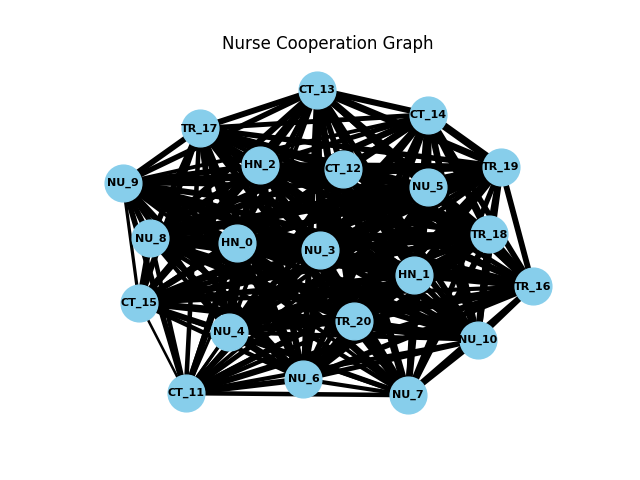 Nurse Cooperation Graph
CT_13
CT_14
TR_17
HN_2
CT_12
TR_19
NU_9
NU_5
NU_8
HN_0
NU_3
TR_18
HN_1
TR_16
CT_15
NU_4
TR_20
NU_10
NU_6
CT_11
NU_7